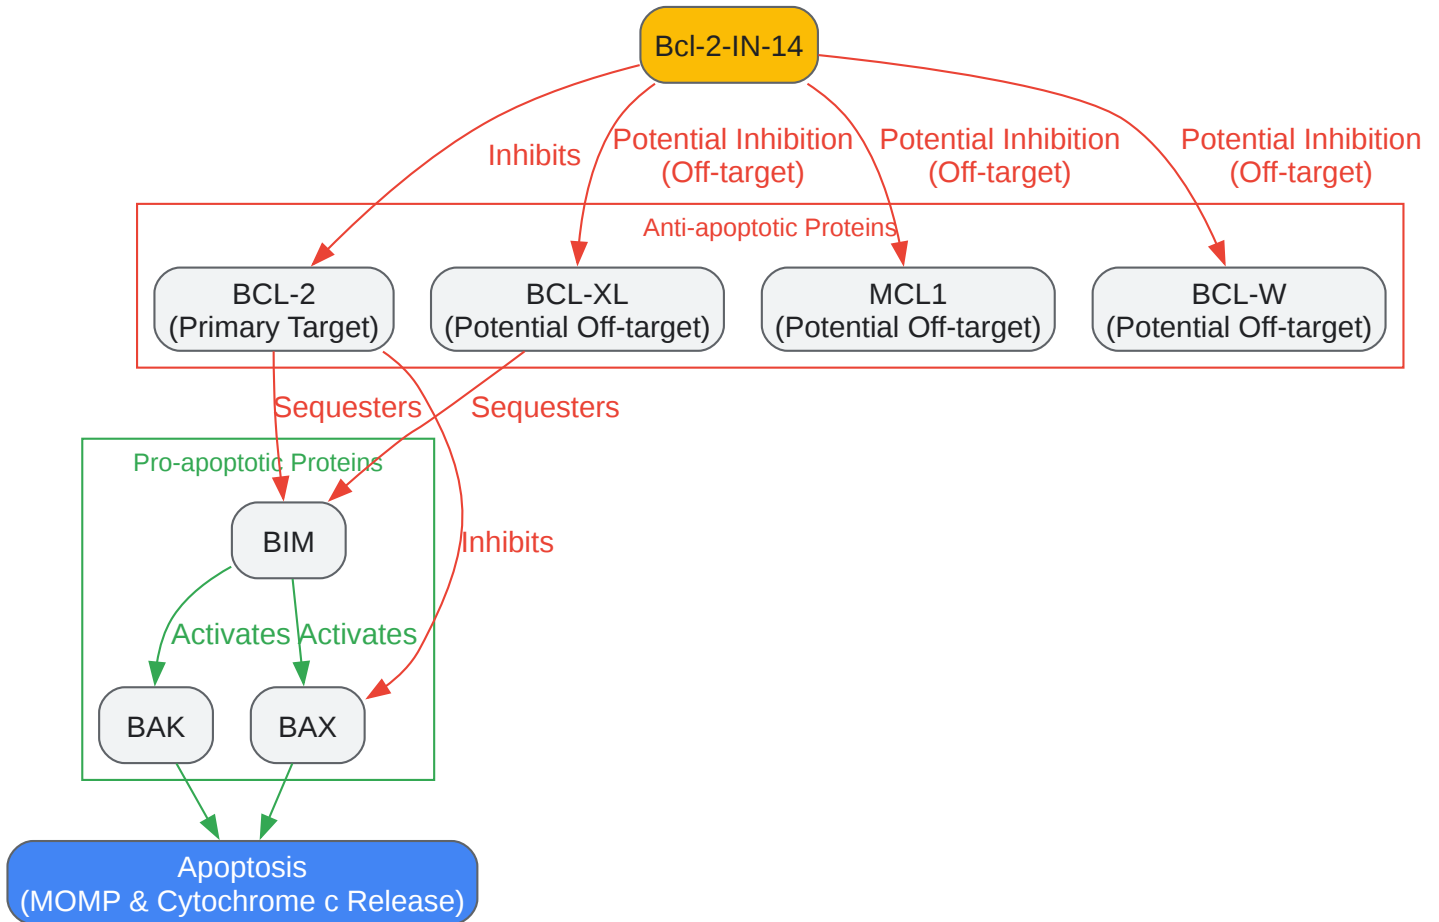 Bcl-2-IN-14
Inhibits
Potential Inhibition
(Off-target)
Potential Inhibition
(Off-target)
Potential Inhibition
(Off-target)
Anti-apoptotic Proteins
BCL-2
(Primary Target)
BCL-XL
(Potential Off-target)
MCL1
(Potential Off-target)
BCL-W
(Potential Off-target)
Sequesters
Sequesters
Pro-apoptotic Proteins
BIM
Inhibits
Activates
Activates
BAK
BAX
Apoptosis
(MOMP & Cytochrome c Release)